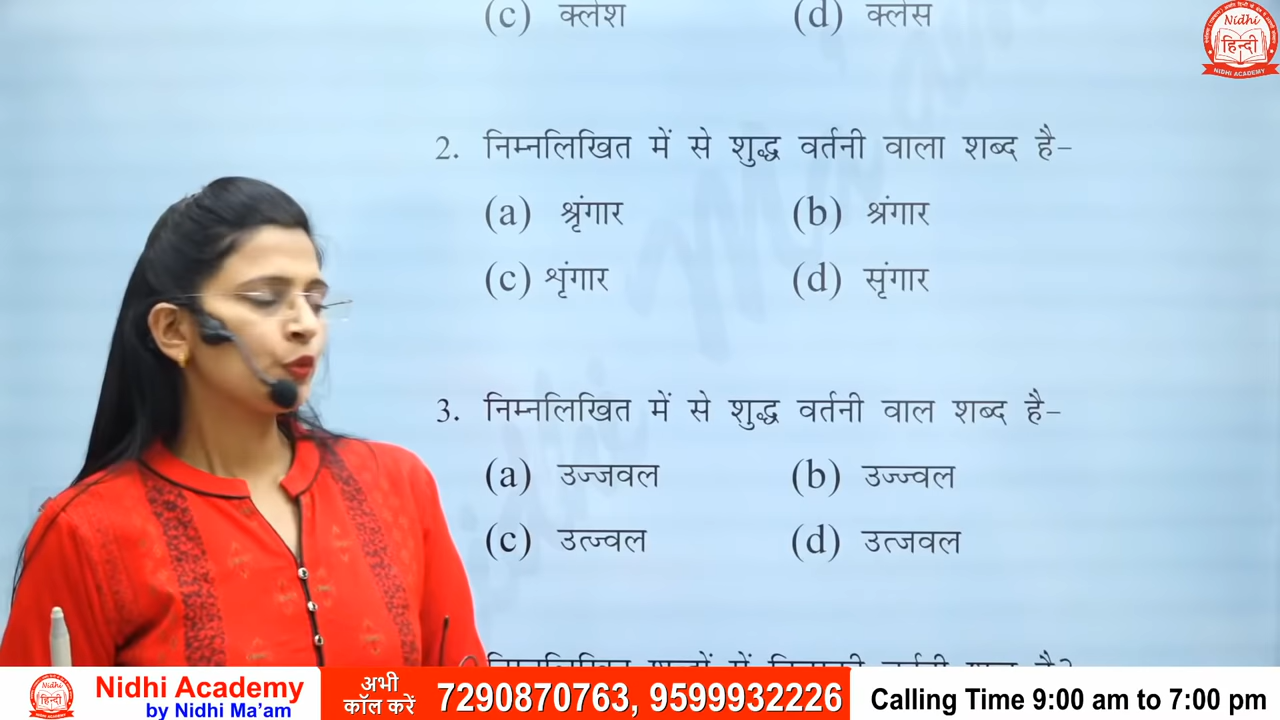 (c) क्लेश (d) क्लेस
Nidhi
हिन्दी
NIDHI ACADEMY
2. निम्नलिखित में से शुद्ध वर्तनी वाला शब्द है-
(a) श्रृंगार (b) श्रंगार
(c) शृंगार (d) सृंगार
3. निम्नलिखित में से शुद्ध वर्तनी वाल शब्द है-
(a) उज्जवल (b) उज्ज्वल
(c) उत्ज्वल (d) उत्जवल
Nidhi Academy
by Nidhi Ma'am
अभी
कॉल करें
7290870763, 9599932226
Calling Time 9:00 am to 7:00 pm